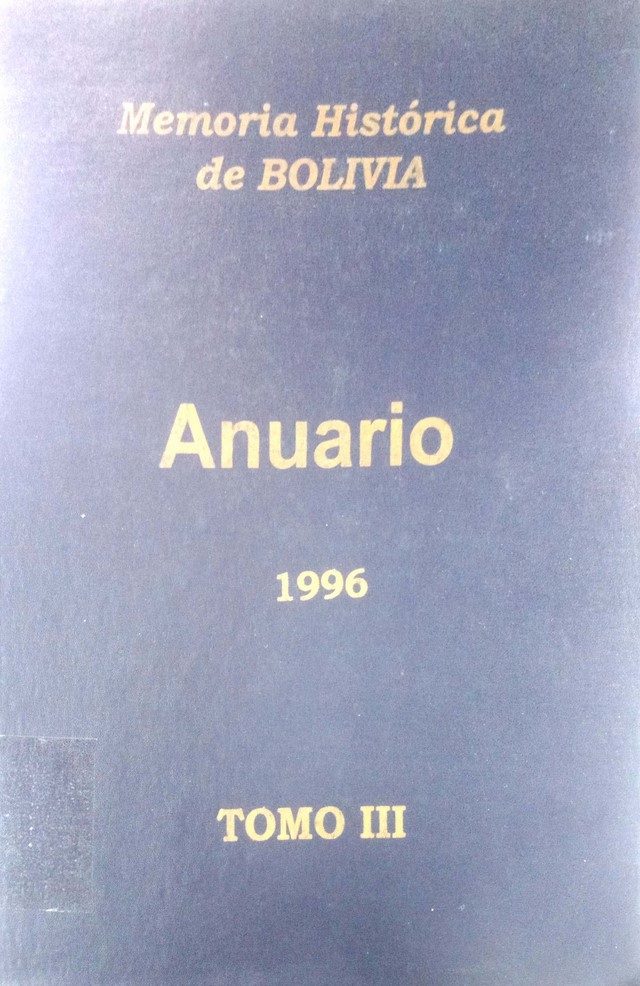 Memoria Histórica
de BOLIVIA
Anuario
1996
TOMO III